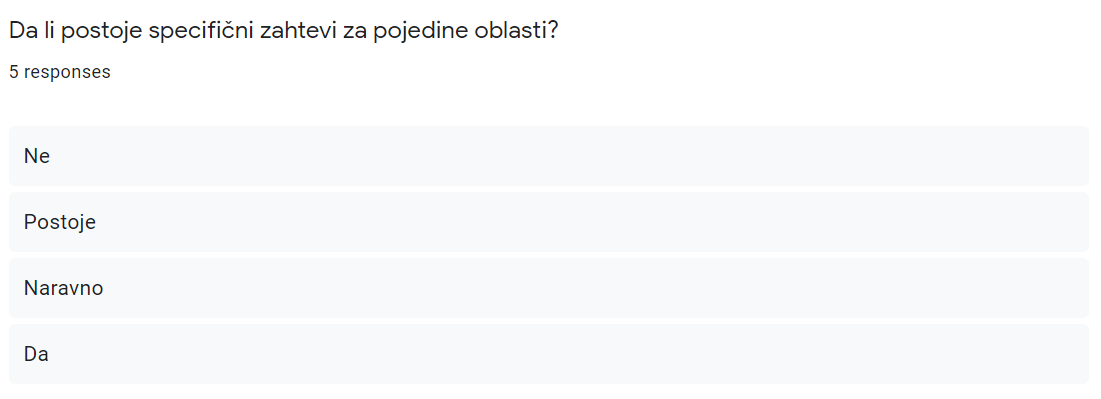 Da li postoje specifični zahtevi za pojedine oblasti?
5 responses
Ne
Postoje
Naravno
Da